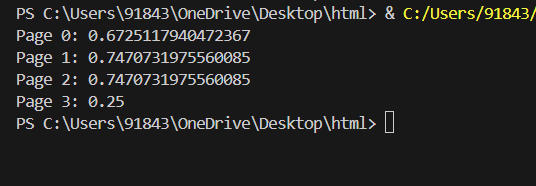 PS C:\Users\91843\OneDrive\Desktop\html> & C:/Users/91843/
Page 0: 0.6725117940472367
Page 1: 0.7470731975560085
Page 2: 0.7470731975560085
Page 3: 0.25
PS C:\Users\91843\OneDrive\Desktop\html>